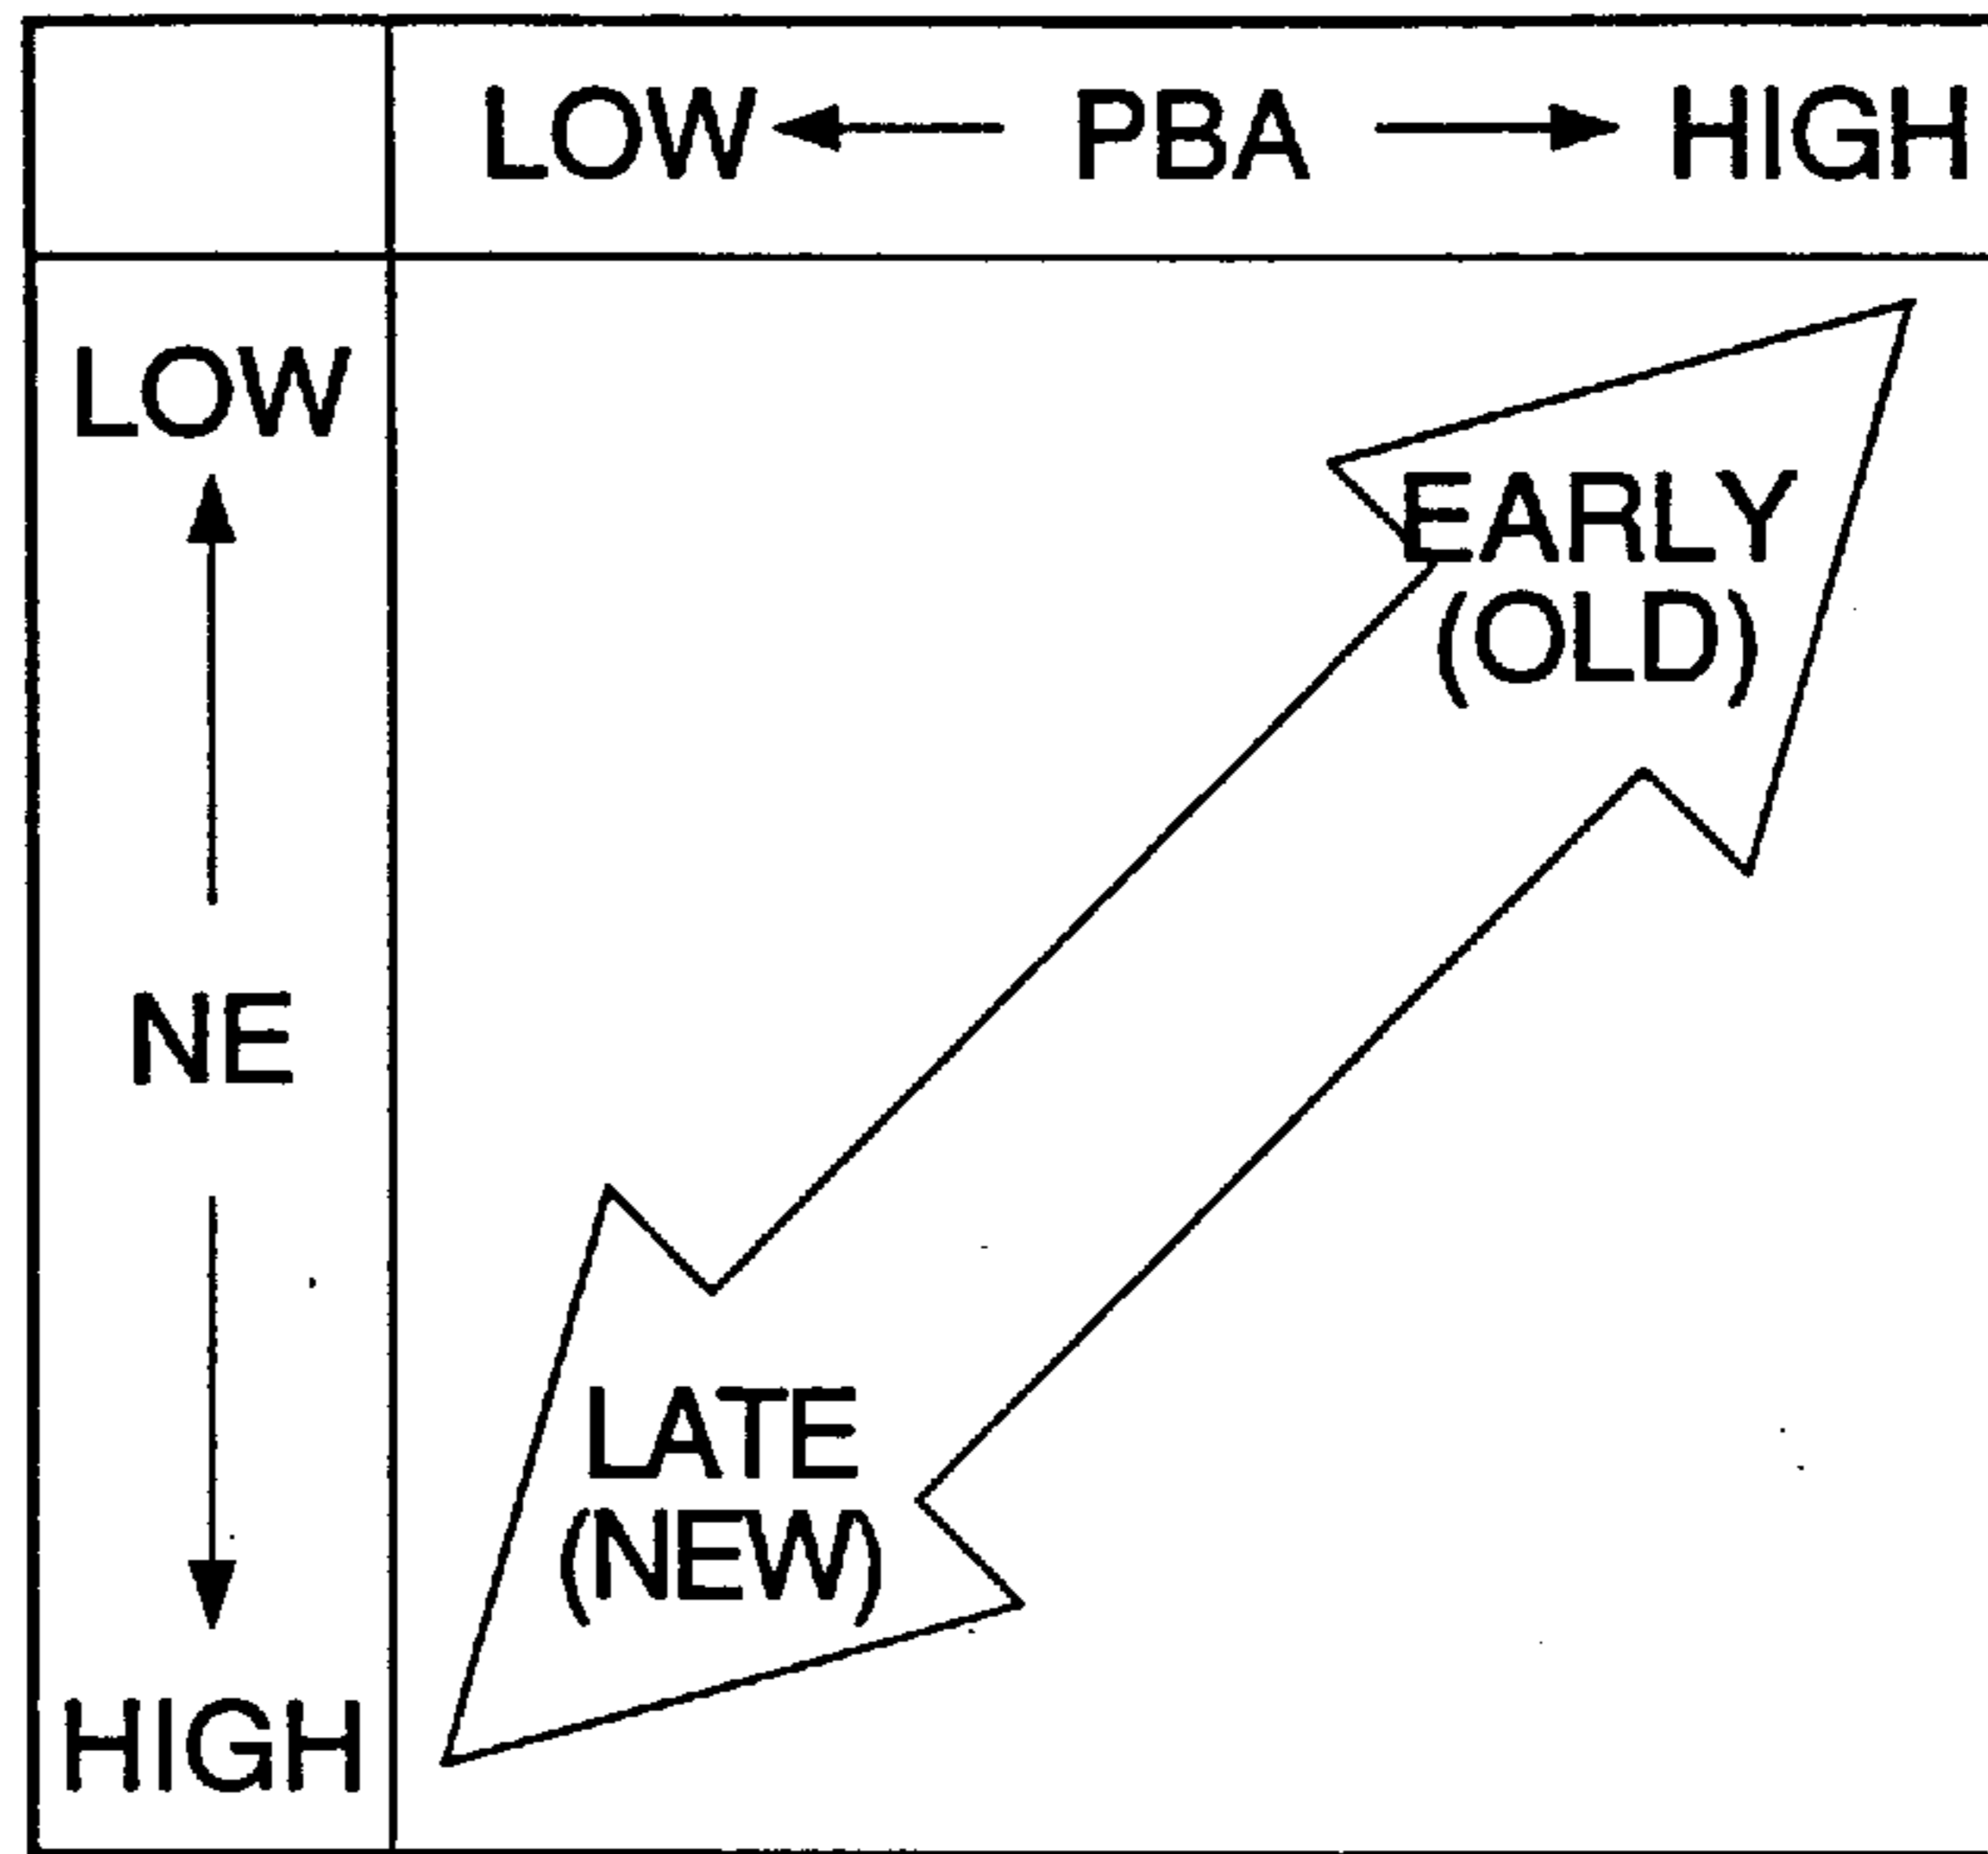 LOW PBA HIGH
LOW
EARLY
(OLD)
NE
LATE
(NEW)
HIGH